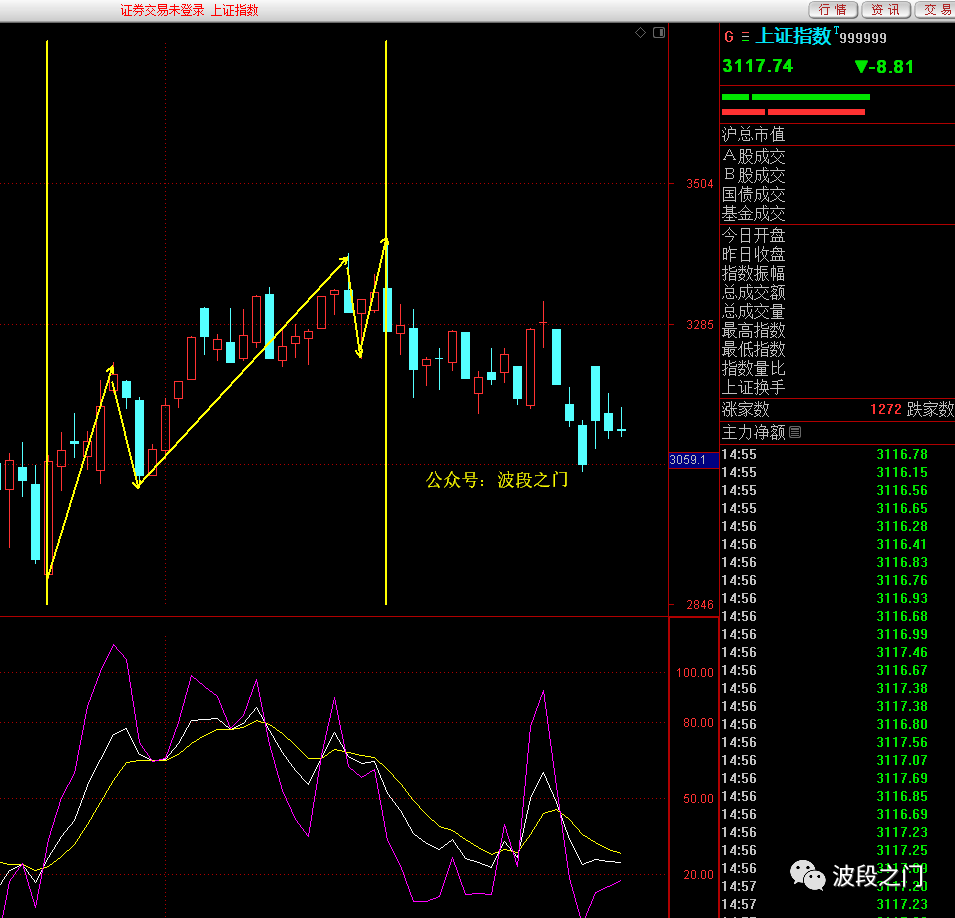 证券交易未登录 上证指数
行情 资讯 交易
G 上证指数 T 999999
3117.74 ▼-8.81
沪总市值
A股成交
B股成交
国债成交
基金成交
今日开盘
昨日收盘
指数振幅
总成交额
总成交量
最高指数
最低指数
指数量比
上证换手
涨家数 1272 跌家数
主力净额
3504
3285
3059.1
2846
公众号：波段之门
100.00
80.00
50.00
20.00
14:55 3116.78
14:55 3116.15
14:55 3116.56
14:55 3116.65
14:56 3116.28
14:56 3116.41
14:56 3116.83
14:56 3116.76
14:56 3116.93
14:56 3116.68
14:56 3116.99
14:56 3117.46
14:56 3116.67
14:56 3117.38
14:56 3117.38
14:56 3116.80
14:56 3117.56
14:56 3117.07
14:56 3117.69
14:56 3116.85
14:56 3116.69
14:56 3117.23
14:56 3117.25
14:56
14:57
14:57 3117.23
波段之门